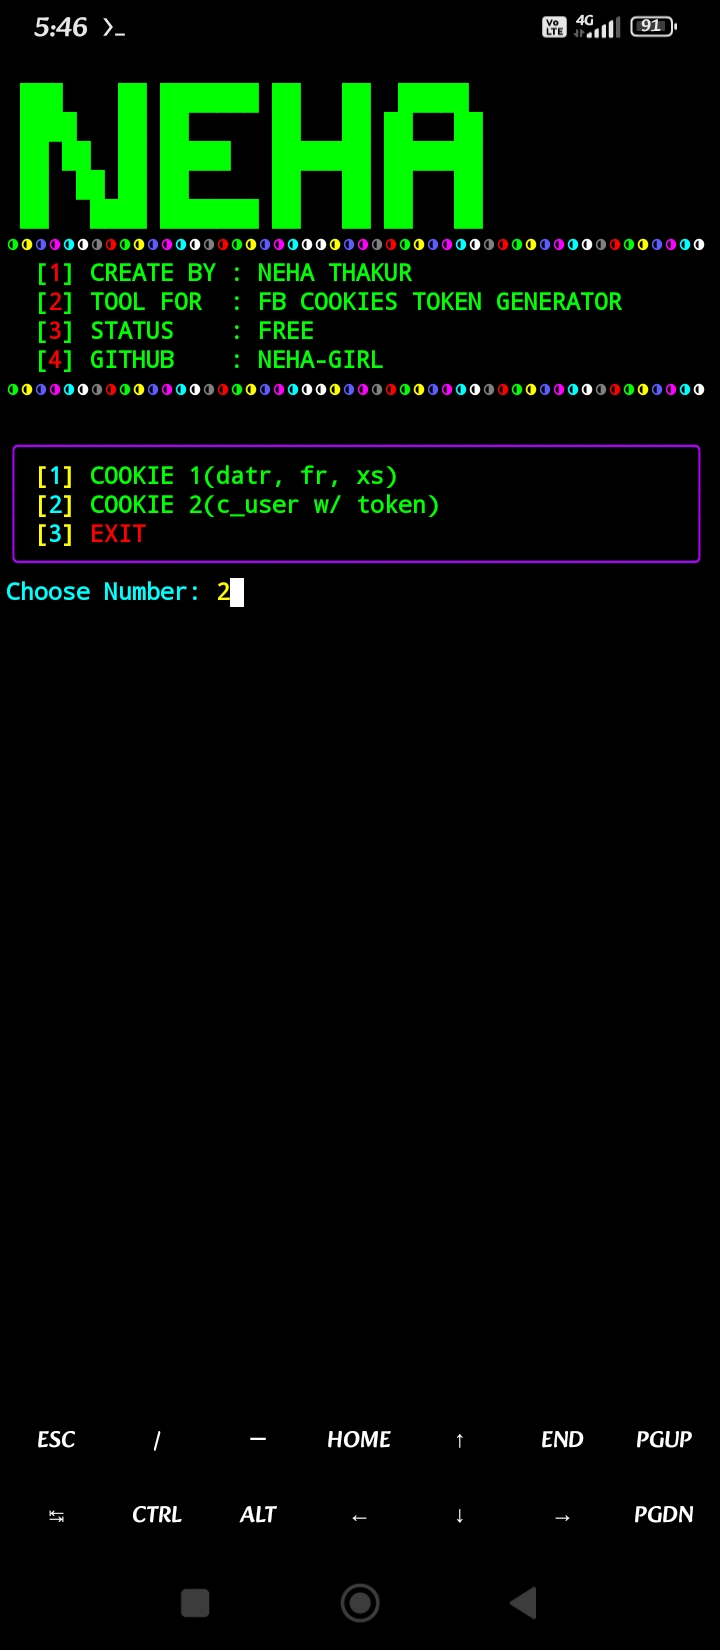 5:46 Vo LTE 4G 91
NEHA
[1] CREATE BY : NEHA THAKUR
[2] TOOL FOR : FB COOKIES TOKEN GENERATOR
[3] STATUS : FREE
[4] GITHUB : NEHA-GIRL
[1] COOKIE 1(datr, fr, xs)
[2] COOKIE 2(c_user w/ token)
[3] EXIT
Choose Number: 2
ESC / — HOME ↑ END PGUP
↹ CTRL ALT ← ↓ → PGDN